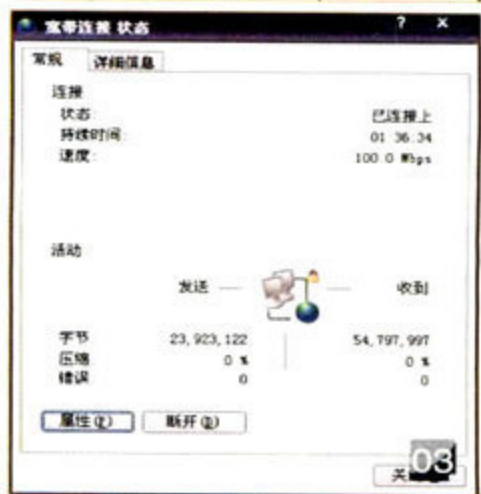 宽带连接 状态
? ×
常规 详细信息
连接
状态: 已连接上
持续时间: 01:36:34
速度: 100.0 Mbps
活动
发送 — — 收到
字节 23,923,122 54,797,997
压缩 0 % 0 %
错误 0 0
属性(P) 断开(D)
关
03